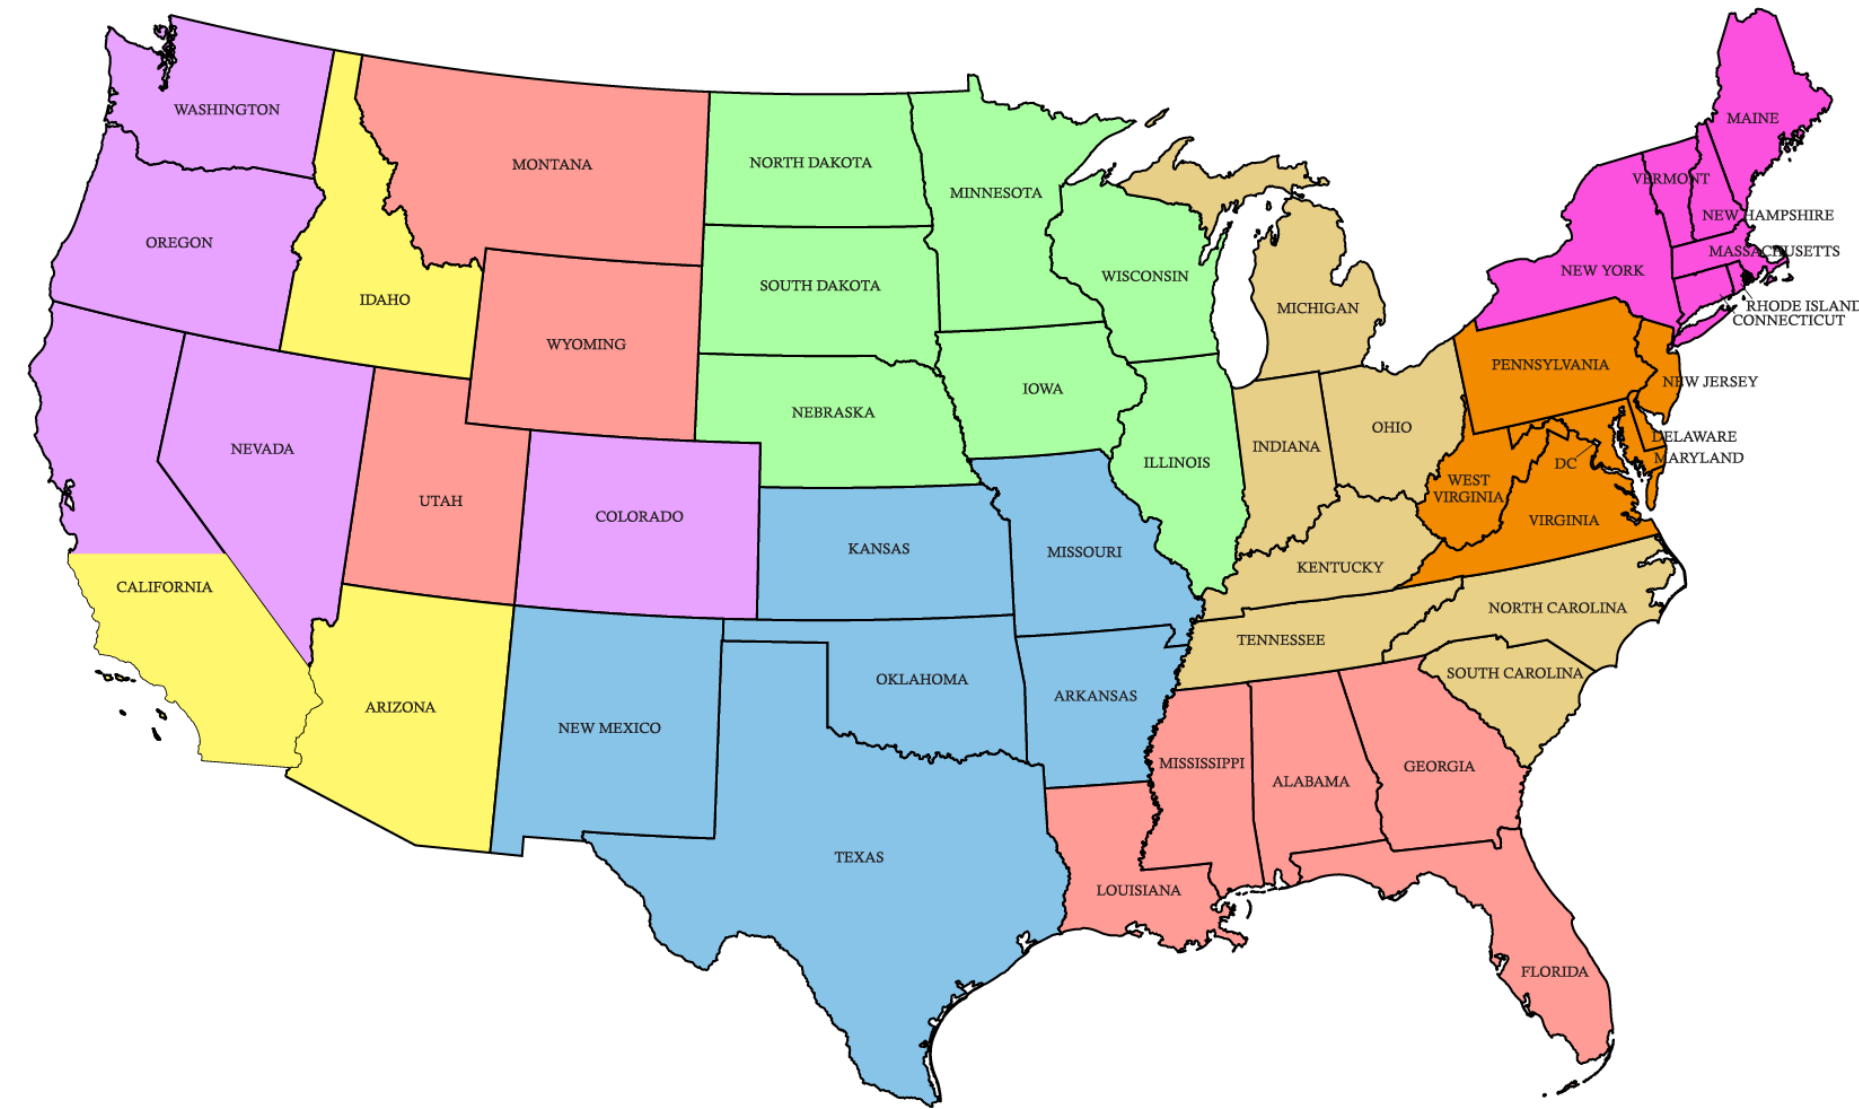 WASHINGTON
MONTANA
NORTH DAKOTA
MINNESOTA
MAINE
VERMONT
NEW HAMPSHIRE
OREGON
IDAHO
SOUTH DAKOTA
WISCONSIN
MICHIGAN
NEW YORK
MASSACHUSETTS
RHODE ISLAND
CONNECTICUT
WYOMING
PENNSYLVANIA
NEW JERSEY
NEBRASKA
IOWA
NEVADA
UTAH
COLORADO
ILLINOIS
INDIANA
OHIO
DELAWARE
MARYLAND
DC
WEST
VIRGINIA
VIRGINIA
CALIFORNIA
KANSAS
MISSOURI
KENTUCKY
NORTH CAROLINA
TENNESSEE
SOUTH CAROLINA
ARIZONA
NEW MEXICO
OKLAHOMA
ARKANSAS
MISSISSIPPI
ALABAMA
GEORGIA
TEXAS
LOUISIANA
FLORIDA